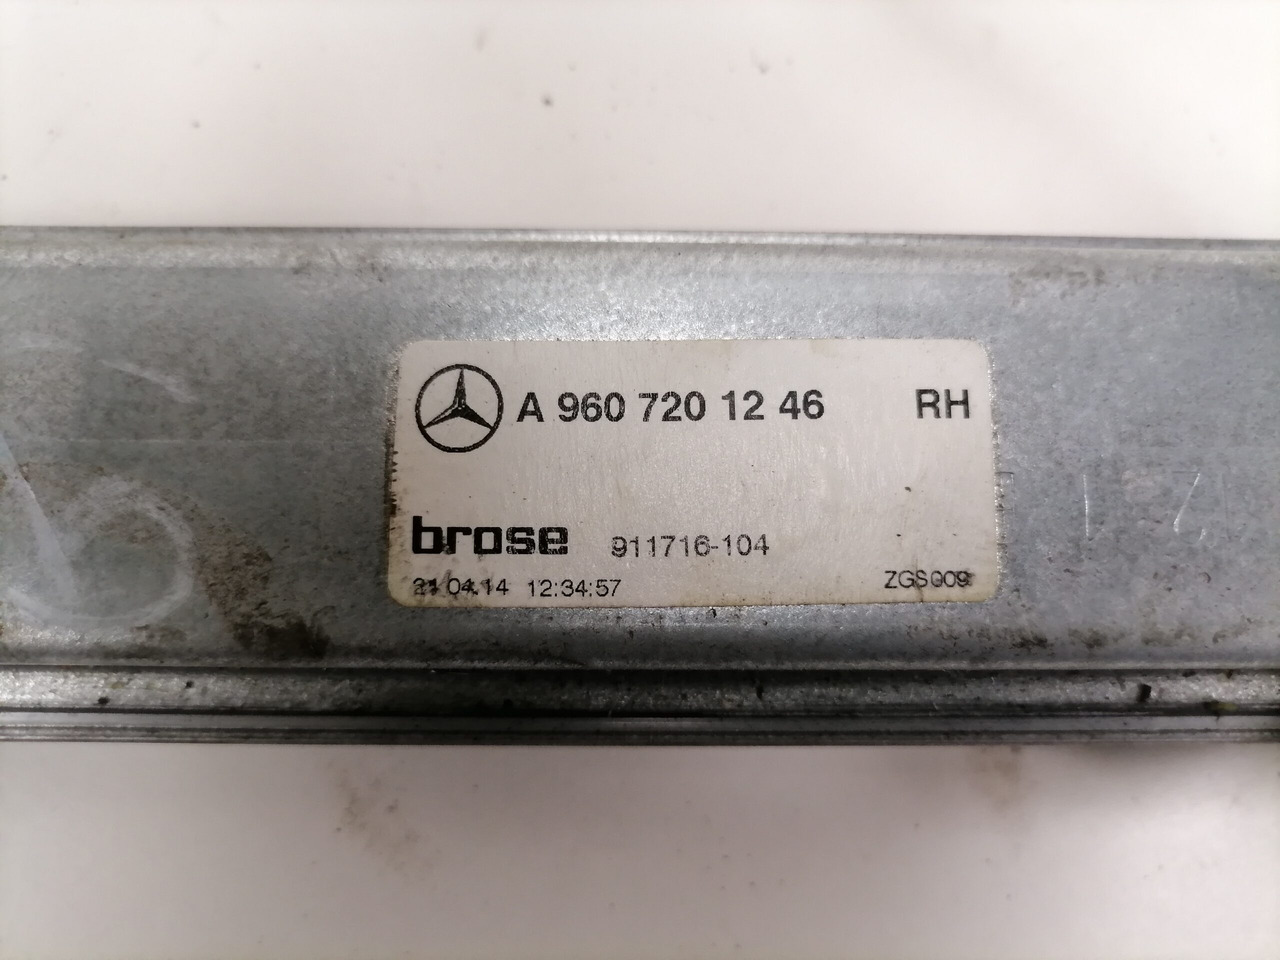 A 960 720 12 46 RH
brose 911716-104
21.04.14 12:34:57 ZGS009